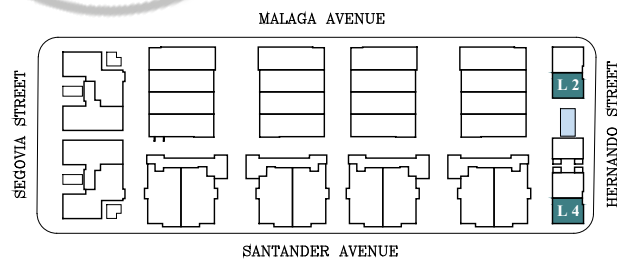 MALAGA AVENUE
SEGOVIA STREET
L 2
HERNANDO STREET
L 4
SANTANDER AVENUE